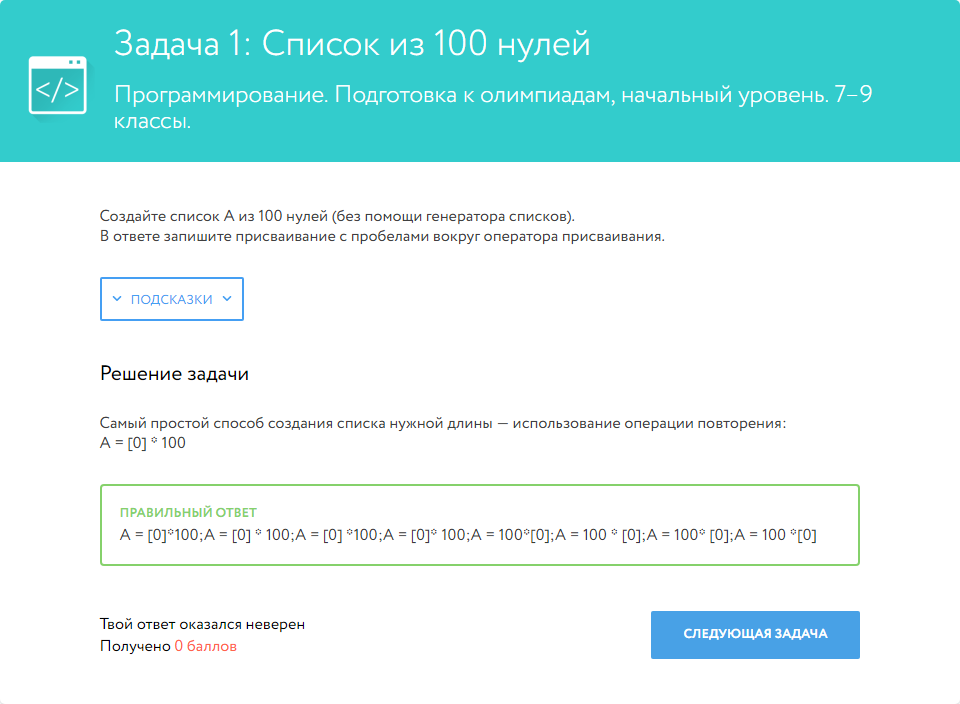 Задача 1: Список из 100 нулей
</>
Программирование. Подготовка к олимпиадам, начальный уровень. 7–9
классы.
Создайте список A из 100 нулей (без помощи генератора списков).
В ответе запишите присваивание с пробелами вокруг оператора присваивания.
ПОДСКАЗКИ
Решение задачи
Самый простой способ создания списка нужной длины — использование операции повторения:
A = [0] * 100
ПРАВИЛЬНЫЙ ОТВЕТ
A = [0]*100;A = [0] * 100;A = [0] *100;A = [0]* 100;A = 100*[0];A = 100 * [0];A = 100* [0];A = 100 *[0]
Твой ответ оказался неверен
Получено 0 баллов
СЛЕДУЮЩАЯ ЗАДАЧА